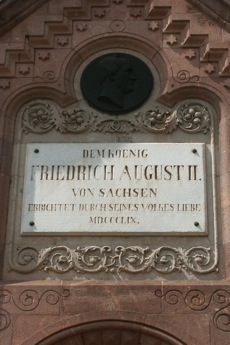 DEM KOENIG
FRIEDRICH AUGUST II.
VON SACHSEN
ERRICHTET DURCH SEINES VOLKES LIEBE
MDCCCLIX.